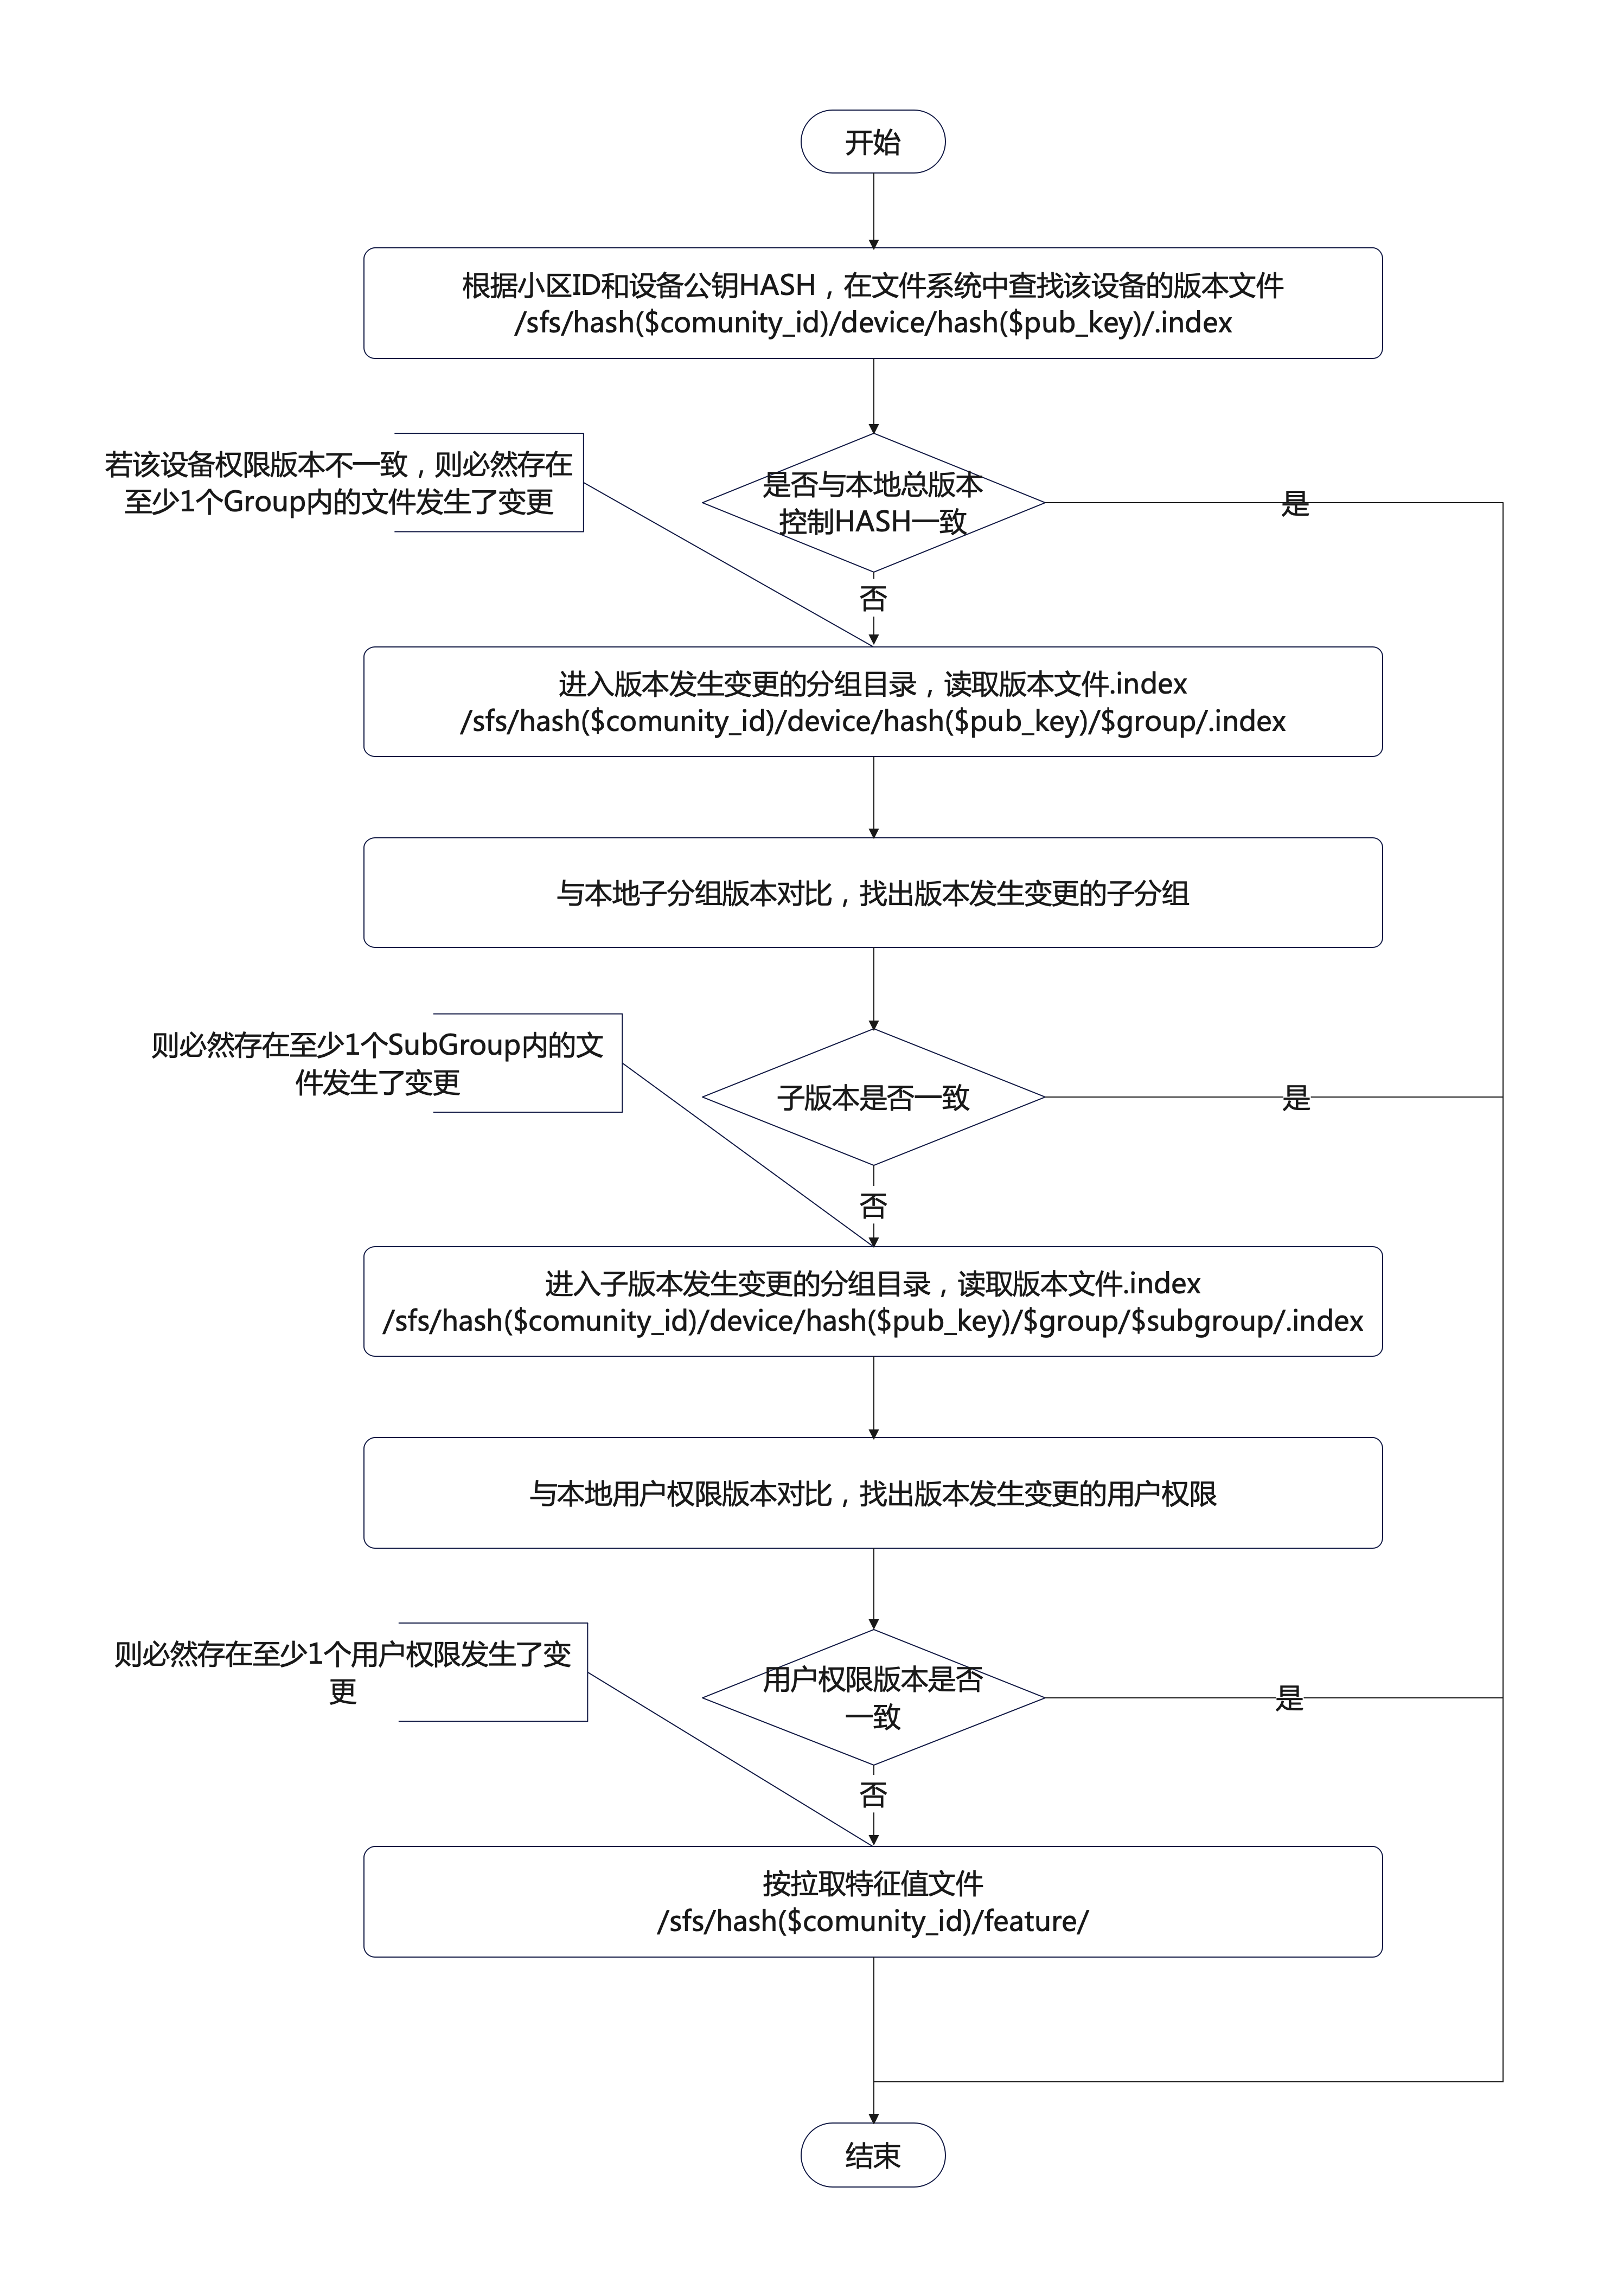 开始
根据小区ID和设备公钥HASH，在文件系统中查找该设备的版本文件
/sfs/hash($comunity_id)/device/hash($pub_key)/.index
若该设备权限版本不一致，则必然存在
至少1个Group内的文件发生了变更
是否与本地总版本
控制HASH一致
是
否
进入版本发生变更的分组目录，读取版本文件.index
/sfs/hash($comunity_id)/device/hash($pub_key)/$group/.index
与本地子分组版本对比，找出版本发生变更的子分组
则必然存在至少1个SubGroup内的文
件发生了变更
子版本是否一致
是
否
进入子版本发生变更的分组目录，读取版本文件.index
/sfs/hash($comunity_id)/device/hash($pub_key)/$group/$subgroup/.index
与本地用户权限版本对比，找出版本发生变更的用户权限
则必然存在至少1个用户权限发生了变
更
用户权限版本是否
一致
是
否
按拉取特征值文件
/sfs/hash($comunity_id)/feature/
结束